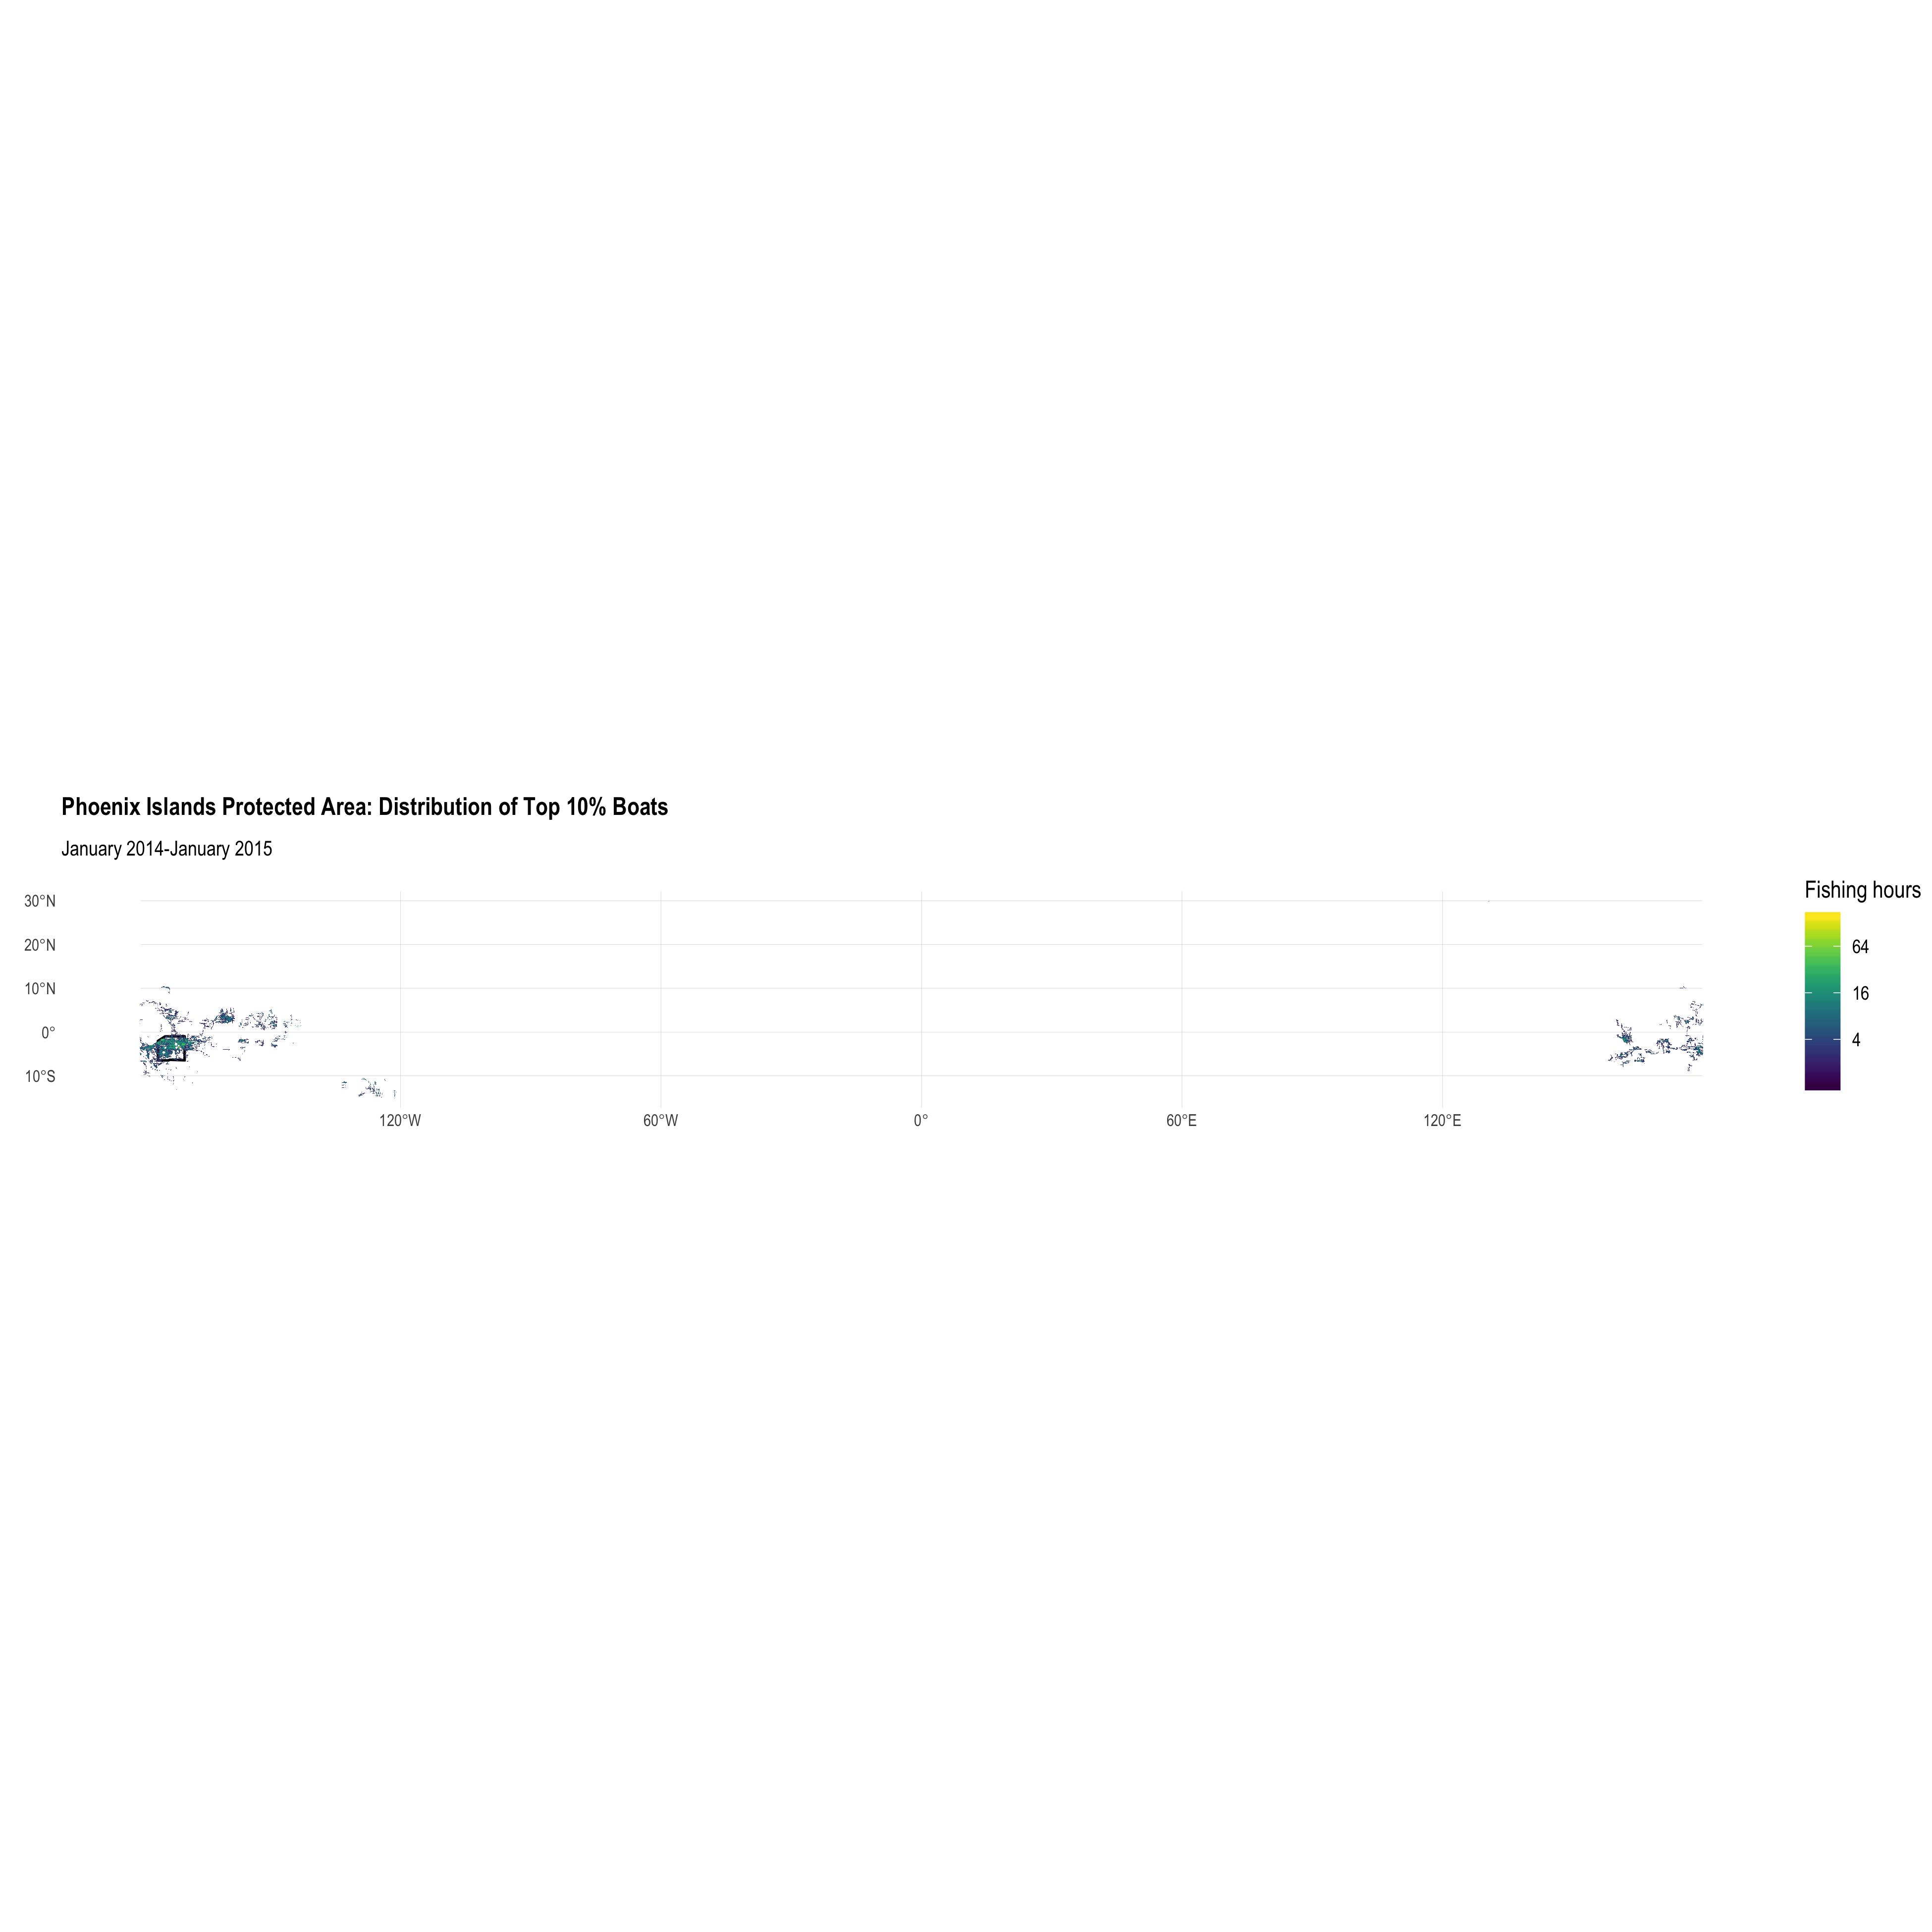 Phoenix Islands Protected Area: Distribution of Top 10% Boats
January 2014-January 2015
Fishing hours
64
16
4
30°N
20°N
10°N
0°
10°S
120°W
60°W
0°
60°E
120°E